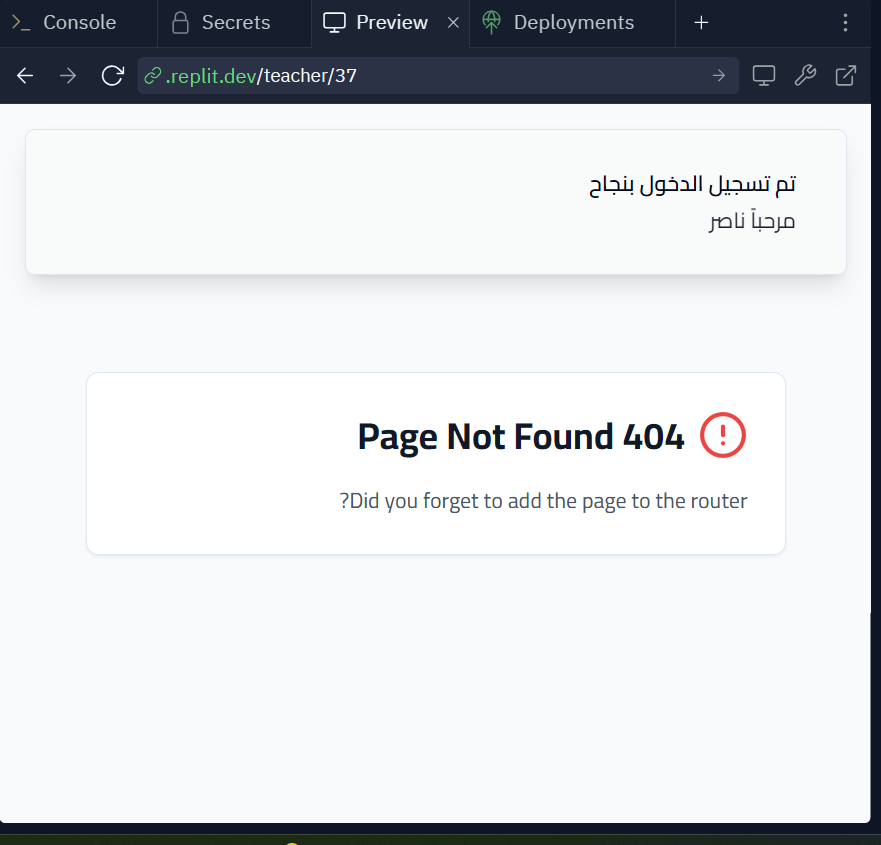 Console
Secrets
Preview
Deployments
.replit.dev/teacher/37
تم تسجيل الدخول بنجاح
مرحباً ناصر
Page Not Found 404
?Did you forget to add the page to the router